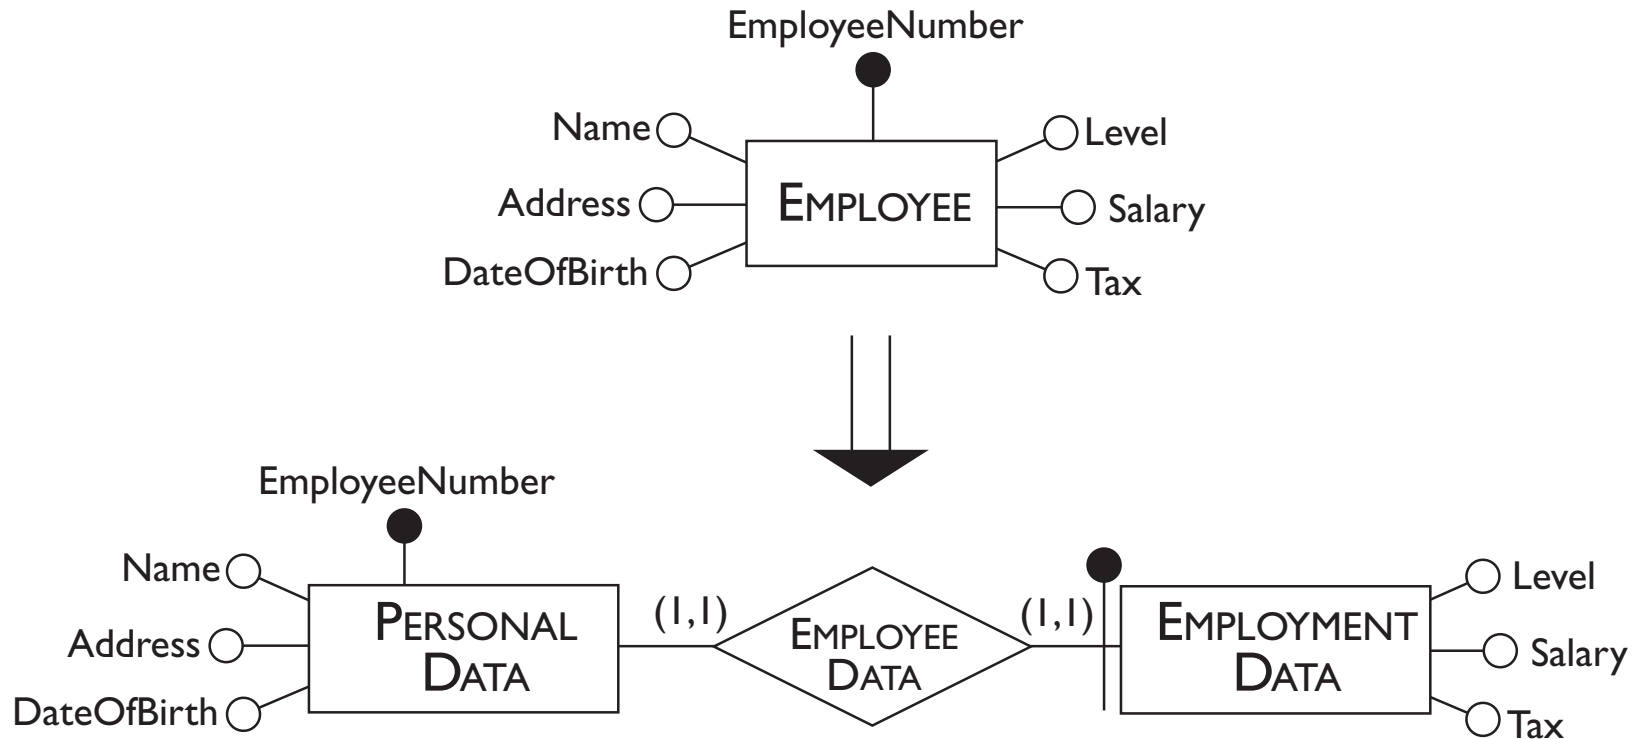 EmployeeNumber
Name
Level
Address
EMPLOYEE
Salary
DateOfBirth
Tax
EmployeeNumber
Name
Level
PERSONAL
DATA
(1,1)
EMPLOYEE
DATA
(1,1)
EMPLOYMENT
DATA
Address
Salary
DateOfBirth
Tax